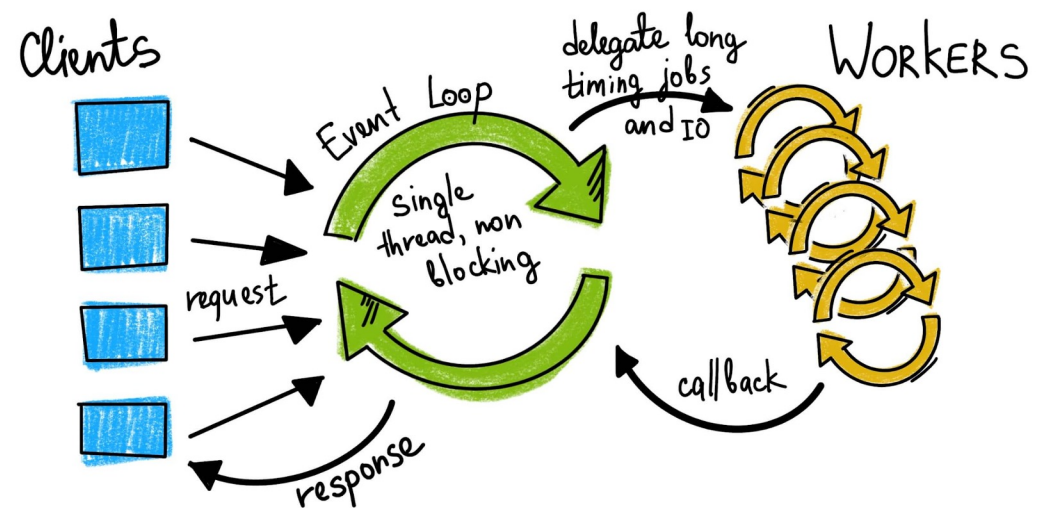 Clients
Event Loop
delegate long
timing jobs
and IO
WORKERS
single
thread, non
blocking
request
callback
response